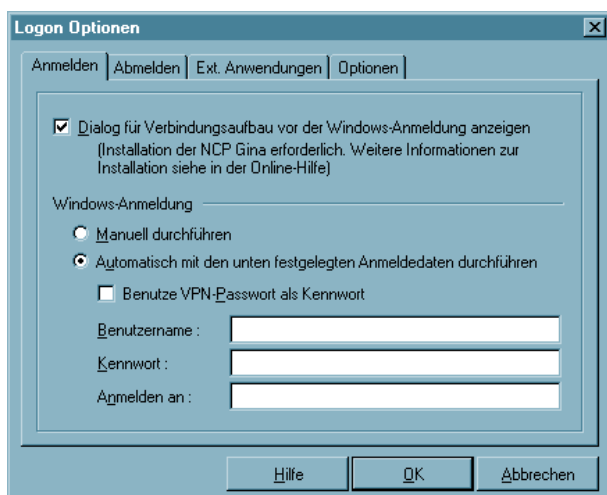 Logon Optionen
Anmelden Abmelden Ext. Anwendungen Optionen
Dialog für Verbindungsaufbau vor der Windows-Anmeldung anzeigen
(Installation der NCP Gina erforderlich. Weitere Informationen zur
Installation siehe in der Online-Hilfe)
Windows-Anmeldung
Manuell durchführen
Automatisch mit den unten festgelegten Anmeldedaten durchführen
Benutze VPN-Passwort als Kennwort
Benutzername :
Kennwort :
Anmelden an :
Hilfe OK Abbrechen